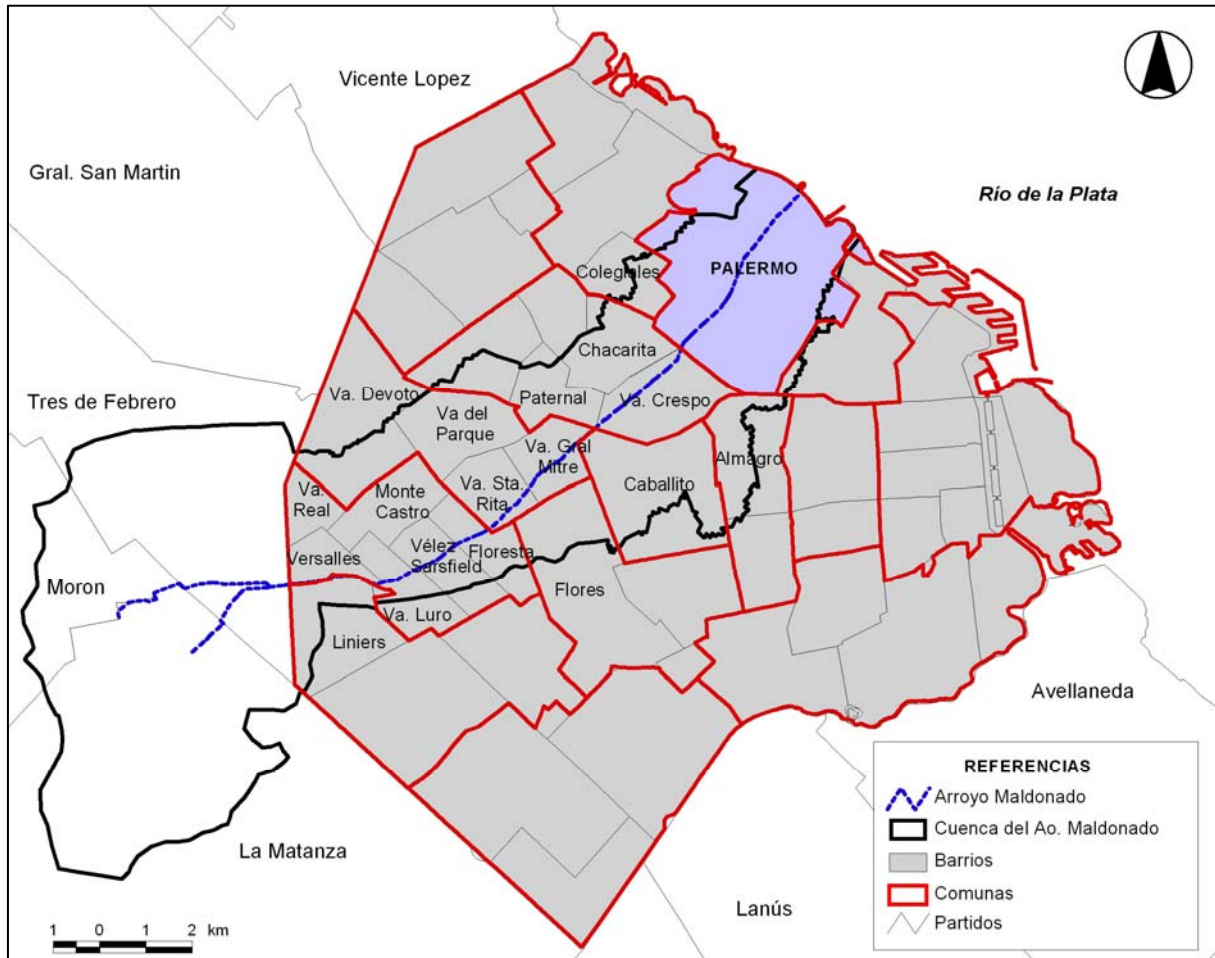 Vicente Lopez
Gral. San Martin
Río de la Plata
Colegiales
PALERMO
Chacarita
Tres de Febrero
Va. Devoto
Paternal
Va. Crespo
Va del
Parque
Va. Gral
Mitre
Almagro
Va.
Real
Monte
Castro
Va. Sta.
Rita
Caballito
Versalles
Vélez
Sarsfield
Floresta
Moron
Flores
Va. Luro
Liniers
Avellaneda
La Matanza
Lanús
REFERENCIAS
Arroyo Maldonado
Cuenca del Ao. Maldonado
Barrios
Comunas
Partidos
1 0 1 2 km